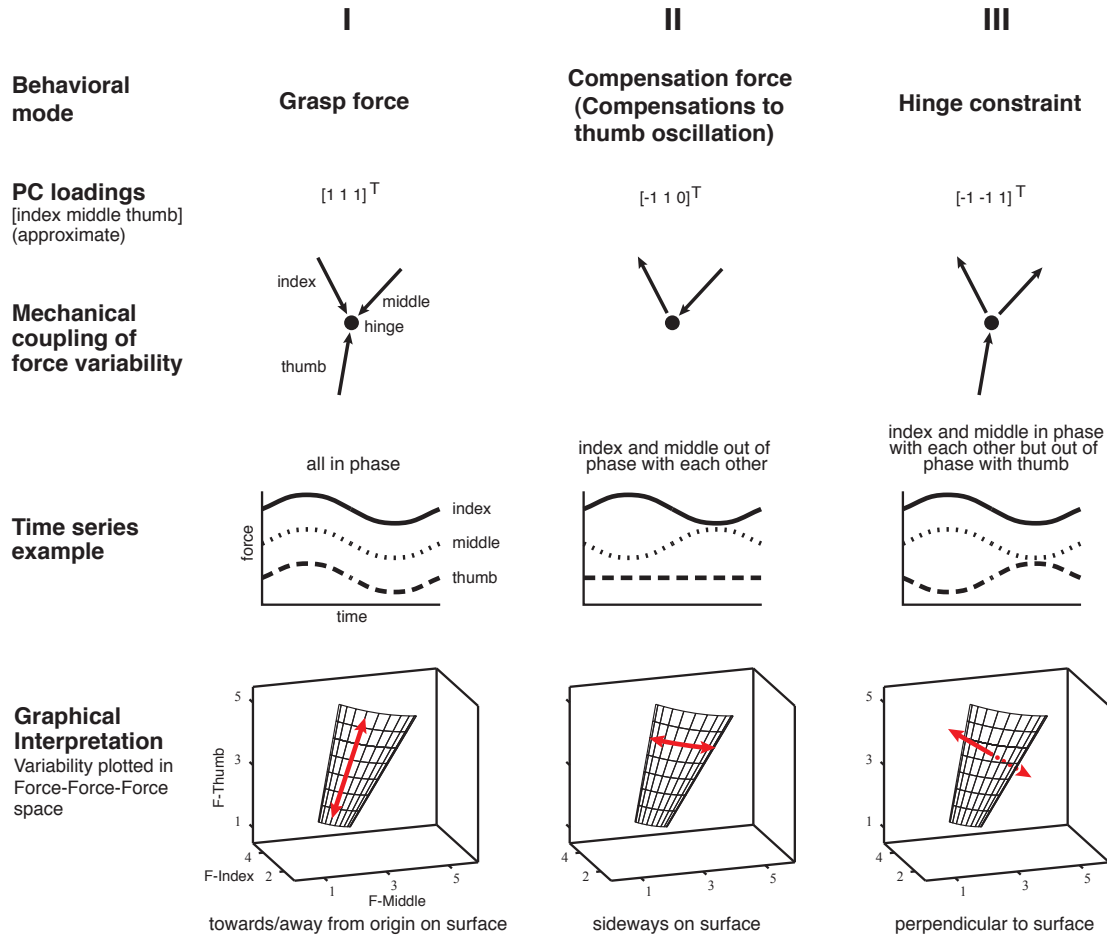 I
II
III
Behavioral
mode
Grasp force
Compensation force
(Compensations to
thumb oscillation)
Hinge constraint
PC loadings
[index middle thumb]
(approximate)
[1 1 1] T
[-1 1 0] T
[-1 -1 1] T
Mechanical
coupling of
force variability
index
middle
hinge
thumb
Time series
example
all in phase
index and middle out of
phase with each other
index and middle in phase
with each other but out of
phase with thumb
force
index
middle
thumb
time
Graphical
Interpretation
Variability plotted in
Force-Force-Force
space
F-Thumb
5
3
1
4
2
F-Index
1
3
5
F-Middle
5
3
1
4
2
1
3
5
5
3
1
4
2
1
3
5
towards/away from origin on surface
sideways on surface
perpendicular to surface